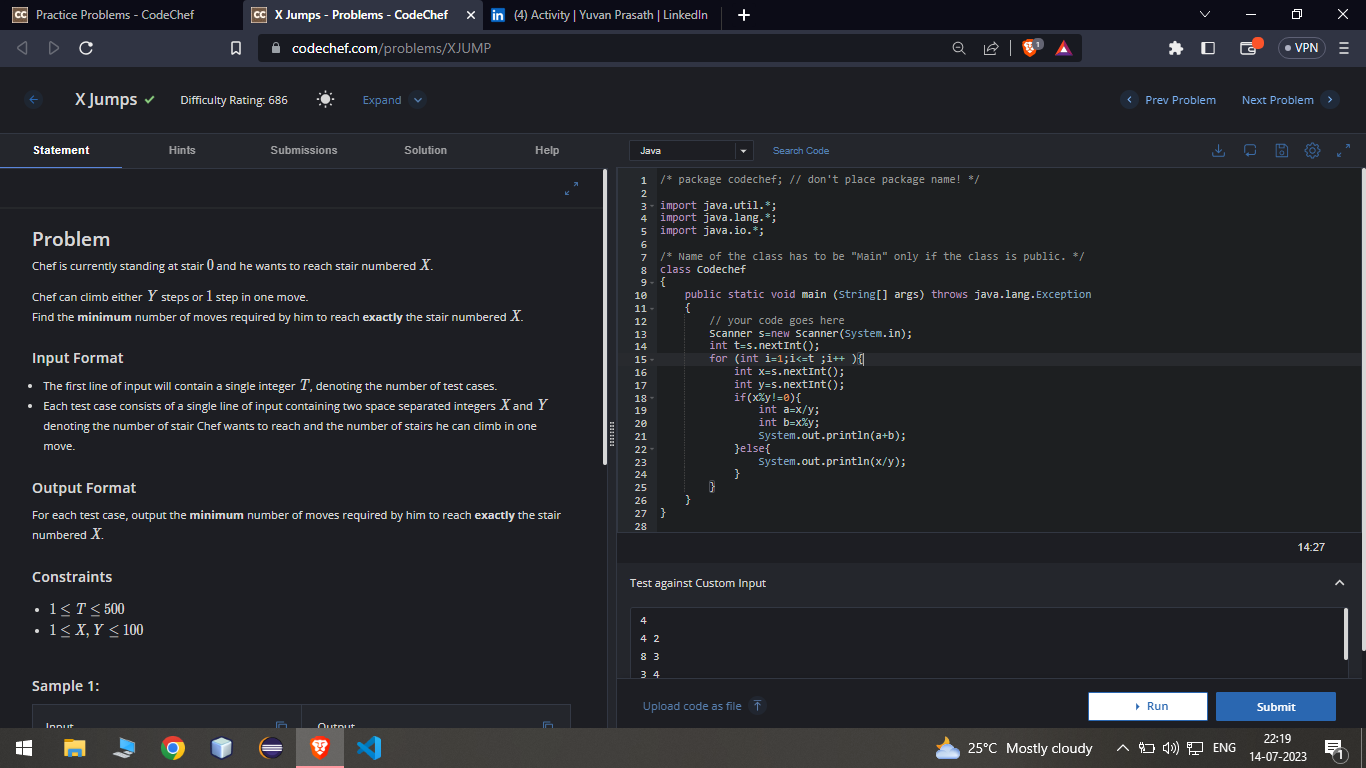 Practice Problems - CodeChef
X Jumps - Problems - CodeChef
(4) Activity | Yuvan Prasath | LinkedIn
codechef.com/problems/XJUMP
1
VPN
X Jumps
Difficulty Rating: 686
Expand
Prev Problem
Next Problem
Statement
Hints
Submissions
Solution
Help
Problem
Chef is currently standing at stair 0 and he wants to reach stair numbered X.
Chef can climb either Y steps or 1 step in one move.
Find the minimum number of moves required by him to reach exactly the stair numbered X.
Input Format
• The first line of input will contain a single integer T, denoting the number of test cases.
• Each test case consists of a single line of input containing two space separated integers X and Y
denoting the number of stair Chef wants to reach and the number of stairs he can climb in one
move.
Output Format
For each test case, output the minimum number of moves required by him to reach exactly the stair
numbered X.
Constraints
• 1 ≤ T ≤ 500
• 1 ≤ X, Y ≤ 100
Sample 1:
Input
Output
Java
Search Code
1 /* package codechef; // don't place package name! */
2
3 import java.util.*;
4 import java.lang.*;
5 import java.io.*;
6
7 /* Name of the class has to be "Main" only if the class is public. */
8 class Codechef
9 {
10 public static void main (String[] args) throws java.lang.Exception
11 {
12 // your code goes here
13 Scanner s=new Scanner(System.in);
14 int t=s.nextInt();
15 for (int i=1;i<=t ;i++ ){
16 int x=s.nextInt();
17 int y=s.nextInt();
18 if(x%y!=0){
19 int a=x/y;
20 int b=x%y;
21 System.out.println(a+b);
22 }else{
23 System.out.println(x/y);
24 }
25 }
26 }
27 }
28
14:27
Test against Custom Input
4
4 2
8 3
3 4
Upload code as file
Run
Submit
25°C Mostly cloudy
ENG
22:19
14-07-2023
1